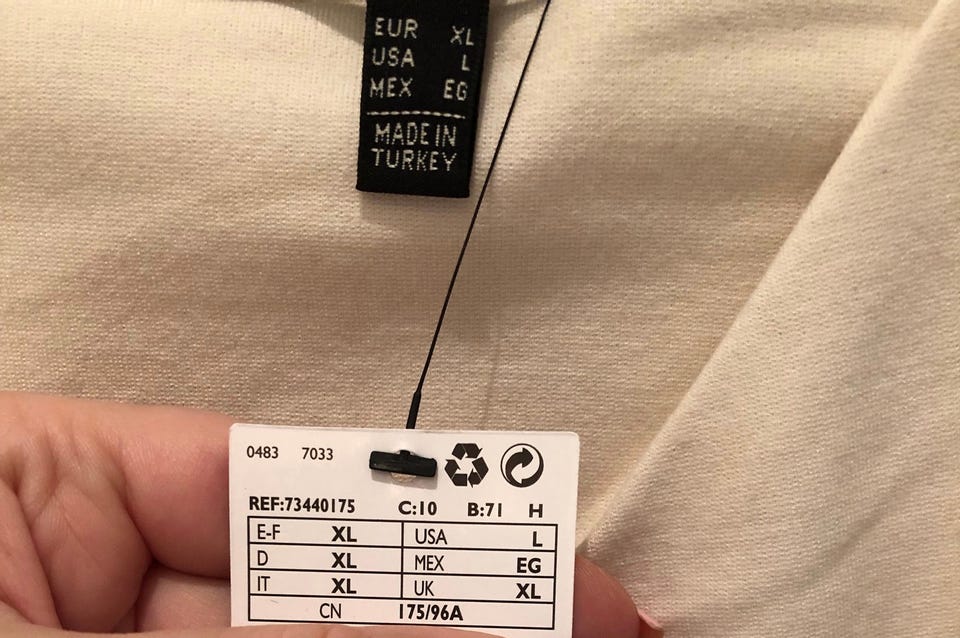 EUR XL
USA L
MEX EG
MADE IN
TURKEY
0483 7033
REF:73440175 C:10 B:71 H
E-F XL USA L
D XL MEX EG
IT XL UK XL
CN 175/96A